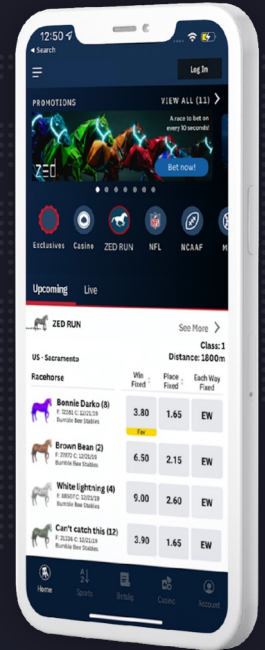 12:50
Search
Log In
PROMOTIONS
VIEW ALL (11)
A race to bet on
every 10 seconds!
Bet now!
ZED
Exclusives Casino ZED RUN NFL NCAAF
Upcoming Live
ZED RUN See More
Class: 1
US - Sacramento Distance: 1800m
Racehorse Win Fixed Place Fixed Each Way Fixed
Bonnie Darko (8)
Bumble Bee Stables
3.80 1.65 EW
Fav
Brown Bean (2)
Bumble Bee Stables
6.50 2.15 EW
White lightning (4)
Bumble Bee Stables
9.00 2.60 EW
Can't catch this (12)
Bumble Bee Stables
3.90 1.65 EW
Home Sports Betslip Casino Account